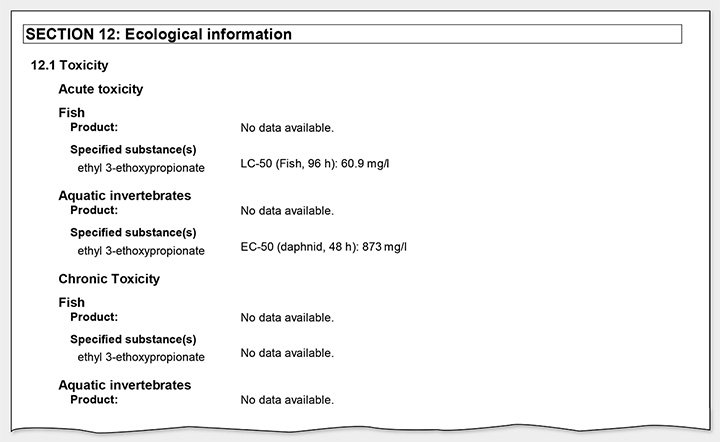 SECTION 12: Ecological information
12.1 Toxicity
Acute toxicity
Fish
Product: No data available.
Specified substance(s)
ethyl 3-ethoxypropionate LC-50 (Fish, 96 h): 60.9 mg/l
Aquatic invertebrates
Product: No data available.
Specified substance(s)
ethyl 3-ethoxypropionate EC-50 (daphnid, 48 h): 873 mg/l
Chronic Toxicity
Fish
Product: No data available.
Specified substance(s)
ethyl 3-ethoxypropionate No data available.
Aquatic invertebrates
Product: No data available.